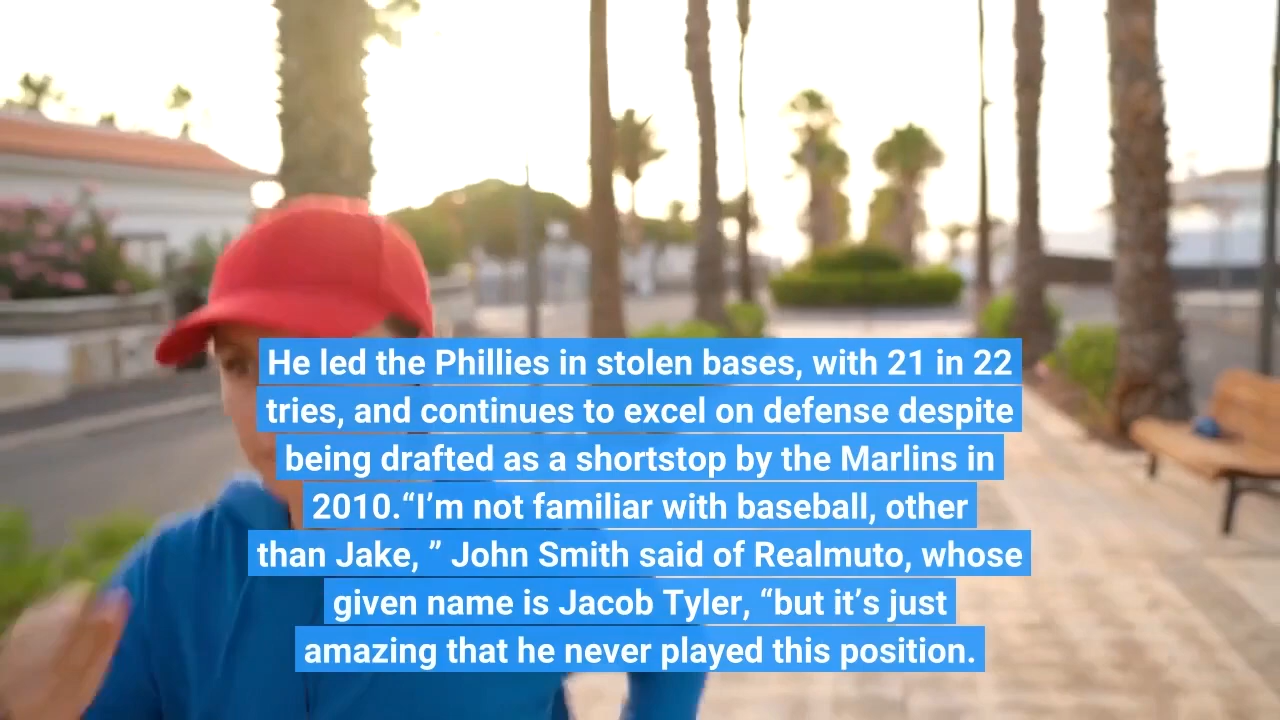 He led the Phillies in stolen bases, with 21 in 22
tries, and continues to excel on defense despite
being drafted as a shortstop by the Marlins in
2010.“I’m not familiar with baseball, other
than Jake, ” John Smith said of Realmuto, whose
given name is Jacob Tyler, “but it’s just
amazing that he never played this position.